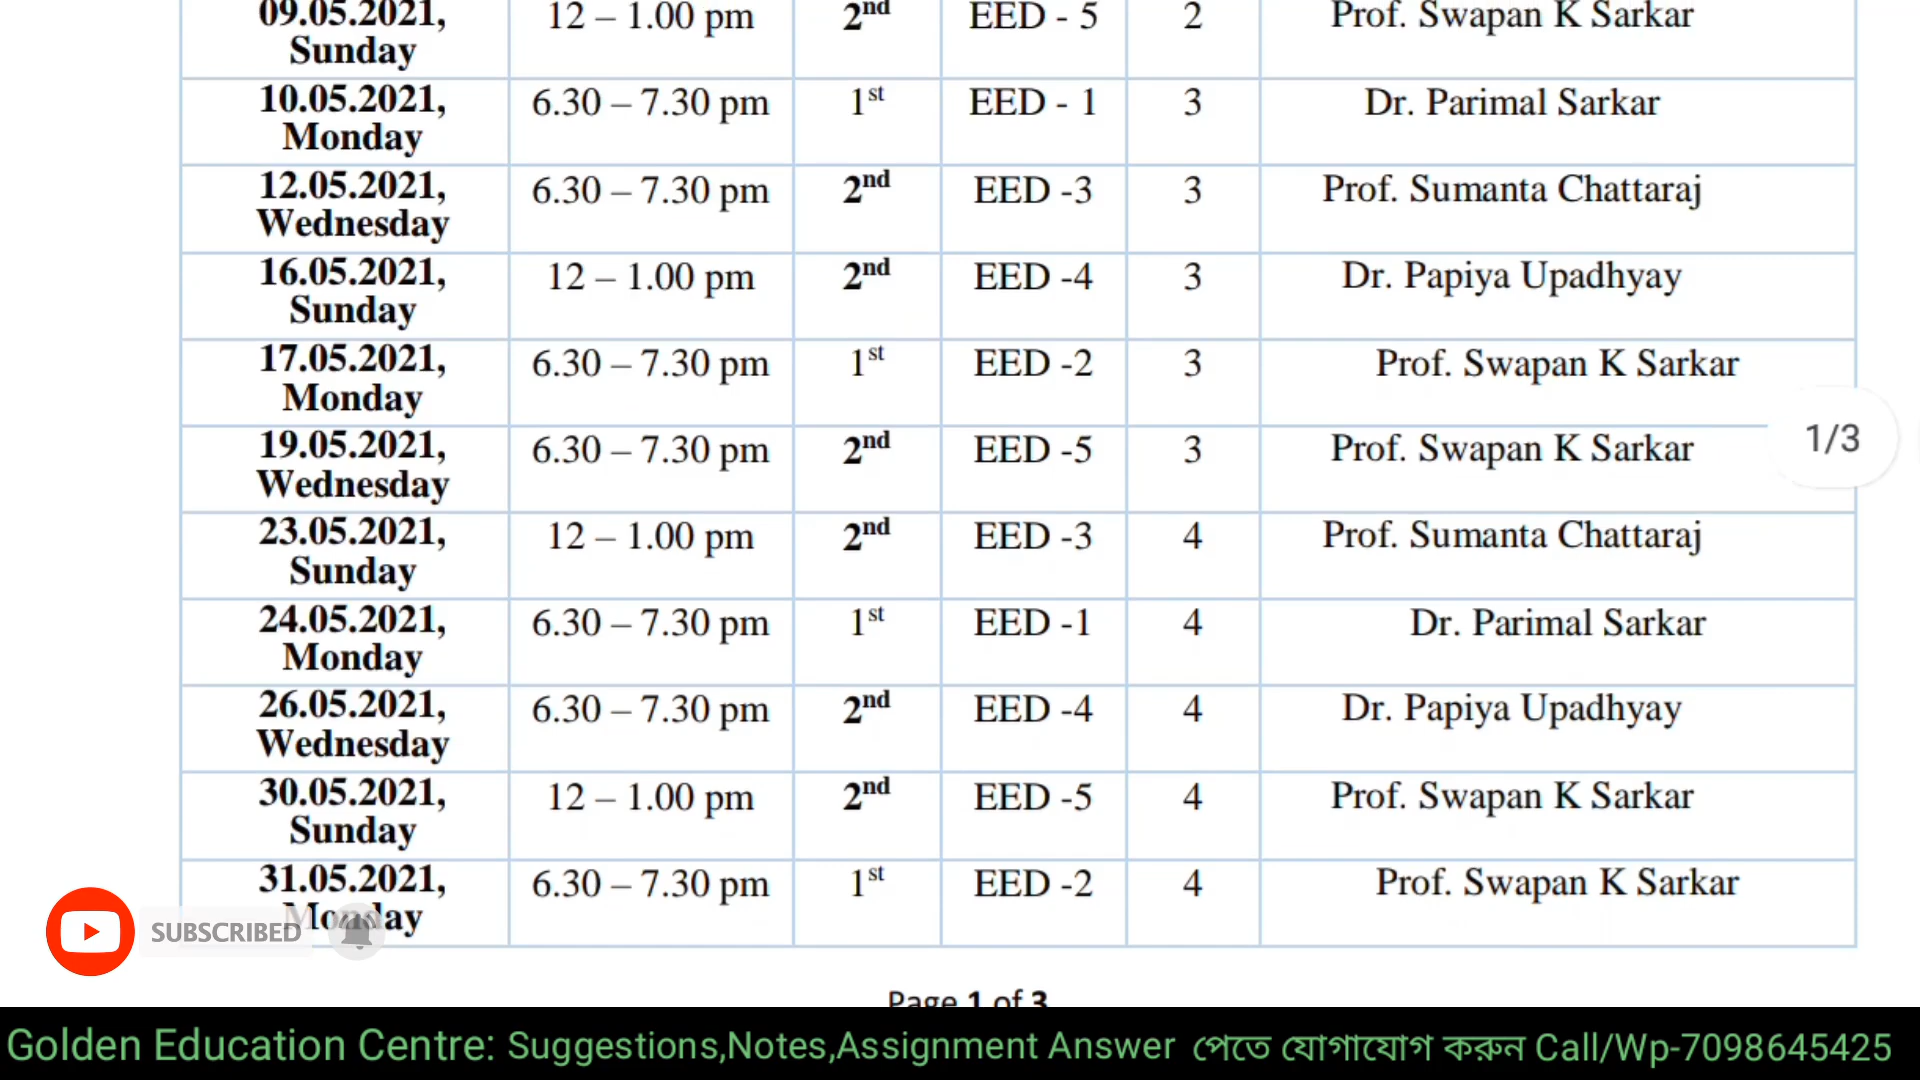 09.05.2021, 12 – 1.00 pm 2nd EED - 5 2 Prof. Swapan K Sarkar
Sunday
10.05.2021, 6.30 – 7.30 pm 1st EED - 1 3 Dr. Parimal Sarkar
Monday
12.05.2021, 6.30 – 7.30 pm 2nd EED -3 3 Prof. Sumanta Chattaraj
Wednesday
16.05.2021, 12 – 1.00 pm 2nd EED -4 3 Dr. Papiya Upadhyay
Sunday
17.05.2021, 6.30 – 7.30 pm 1st EED -2 3 Prof. Swapan K Sarkar
Monday
1/3
19.05.2021, 6.30 – 7.30 pm 2nd EED -5 3 Prof. Swapan K Sarkar
Wednesday
23.05.2021, 12 – 1.00 pm 2nd EED -3 4 Prof. Sumanta Chattaraj
Sunday
24.05.2021, 6.30 – 7.30 pm 1st EED -1 4 Dr. Parimal Sarkar
Monday
26.05.2021, 6.30 – 7.30 pm 2nd EED -4 4 Dr. Papiya Upadhyay
Wednesday
30.05.2021, 12 – 1.00 pm 2nd EED -5 4 Prof. Swapan K Sarkar
Sunday
31.05.2021, 6.30 – 7.30 pm 1st EED -2 4 Prof. Swapan K Sarkar
Monday
SUBSCRIBED
Page 1 of 3
Golden Education Centre: Suggestions,Notes,Assignment Answer পেতে যোগাযোগ করুন Call/Wp-7098645425